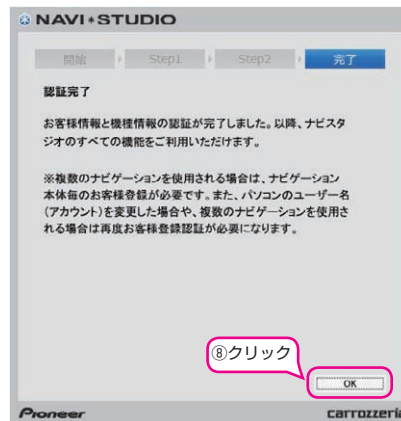 NAVI*STUDIO
開始 Step1 Step2 完了
認証完了
お客様情報と機種情報の認証が完了しました。以降、ナビスタ
ジオのすべての機能をご利用いただけます。
※複数のナビゲーションを使用される場合は、ナビゲーション
本体毎のお客様登録が必要です。また、パソコンのユーザー名
(アカウント)を変更した場合や、複数のナビゲーションを使用さ
れる場合は再度お客様登録認証が必要になります。
⑧クリック
OK
Pioneer carrozzeria